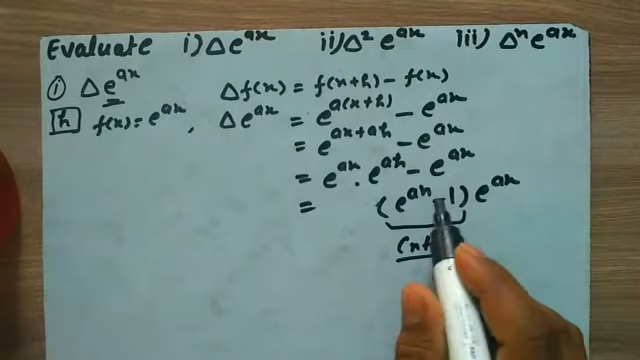 Evaluate i) Δe^{ax} ii) Δ² e^{ax} iii) Δⁿ e^{ax}
(i) Δe^{ax} Δf(x) = f(x+h) - f(x)
h f(x) = e^{ax}, Δe^{ax} = e^{a(x+h)} - e^{ax}
= e^{ax+ah} - e^{ax}
= e^{ax} . e^{ah} - e^{ax}
= (e^{ah} - 1) e^{ax}